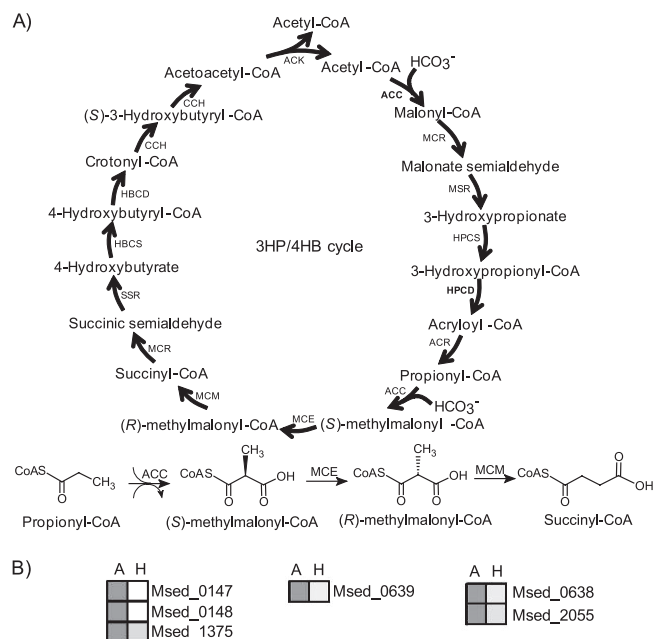 A)
Acetyl-CoA
ACK
Acetoacetyl-CoA
Acetyl-CoA
HCO3-
ACC
CCH
Malonyl-CoA
(S)-3-Hydroxybutyryl -CoA
MCR
CCH
Crotonyl-CoA
Malonate semialdehyde
HBCD
MSR
4-Hydroxybutyryl-CoA
3-Hydroxypropionate
HBCS
3HP/4HB cycle
HPCS
4-Hydroxybutyrate
3-Hydroxypropionyl-CoA
SSR
HPCD
Succinic semialdehyde
Acryloyl -CoA
MCR
ACR
Succinyl-CoA
Propionyl-CoA
MCM
ACC
HCO3-
(R)-methylmalonyl-CoA
MCE
(S)-methylmalonyl -CoA
CoAS
O
CH3
ACC
CoAS
CH3
OH
O
O
MCE
CoAS
CH3
OH
O
O
MCM
CoAS
O
O
OH
Propionyl-CoA
(S)-methylmalonyl-CoA
(R)-methylmalonyl-CoA
Succinyl-CoA
B)
A H
Msed_0147
Msed_0148
Msed_1375
A H
Msed_0639
A H
Msed_0638
Msed_2055